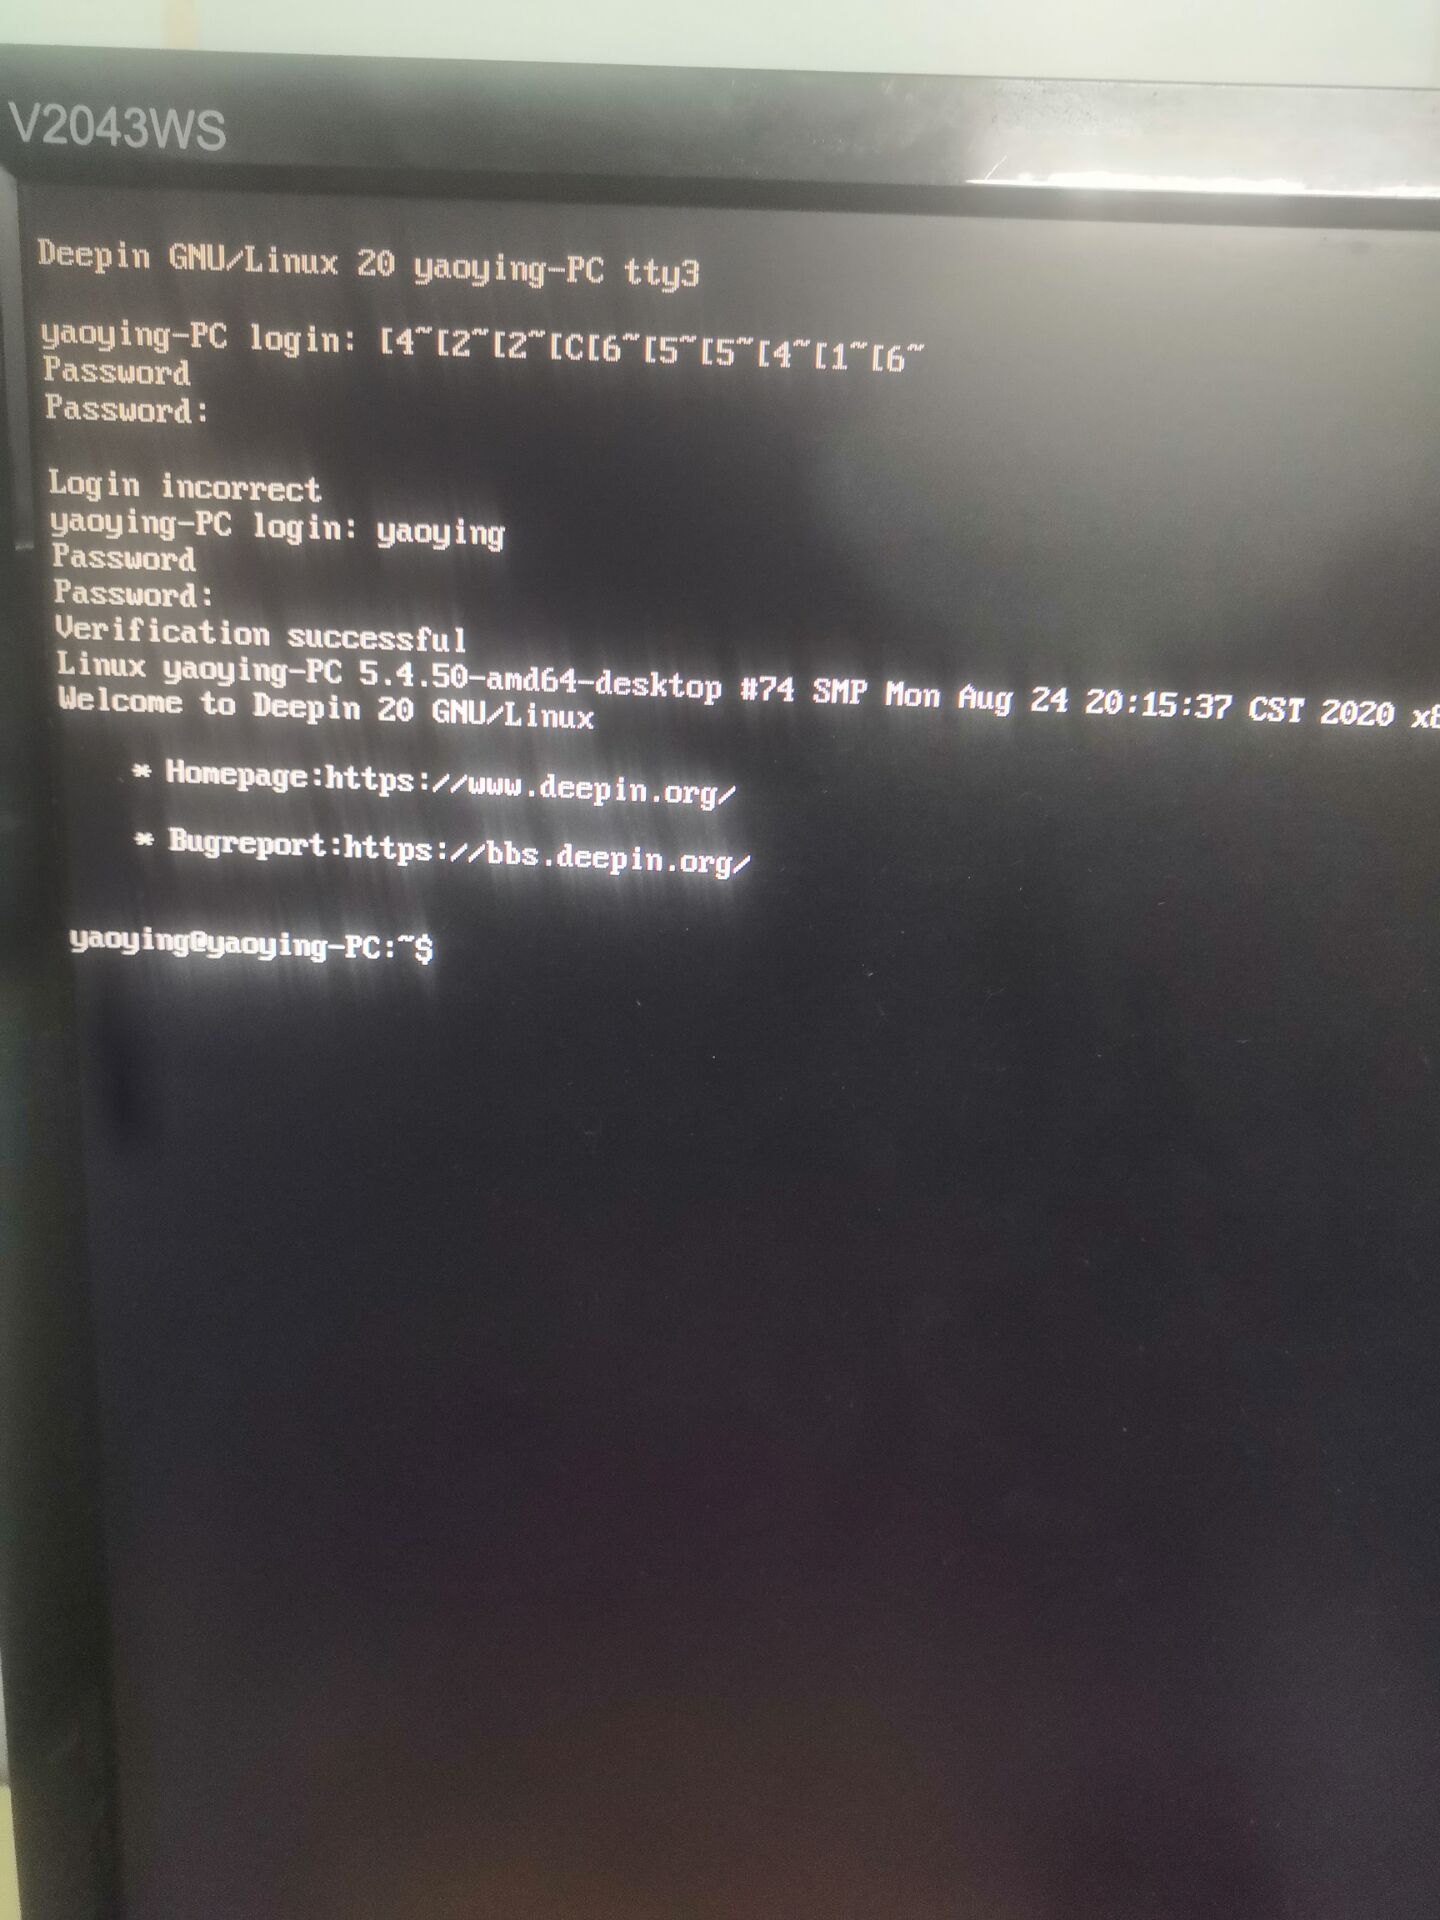 V2043WS
Deepin GNU/Linux 20 yaoying-PC tty3
yaoying-PC login: [4~[2~[2~[C[6~[5~[5~[4~[1~[6~
Password
Password:
Login incorrect
yaoying-PC login: yaoying
Password
Password:
Verification successful
Linux yaoying-PC 5.4.50-amd64-desktop #74 SMP Mon Aug 24 20:15:37 CST 2020 x8
Welcome to Deepin 20 GNU/Linux
* Homepage:https://www.deepin.org/
* Bugreport:https://bbs.deepin.org/
yaoying@yaoying-PC:~$